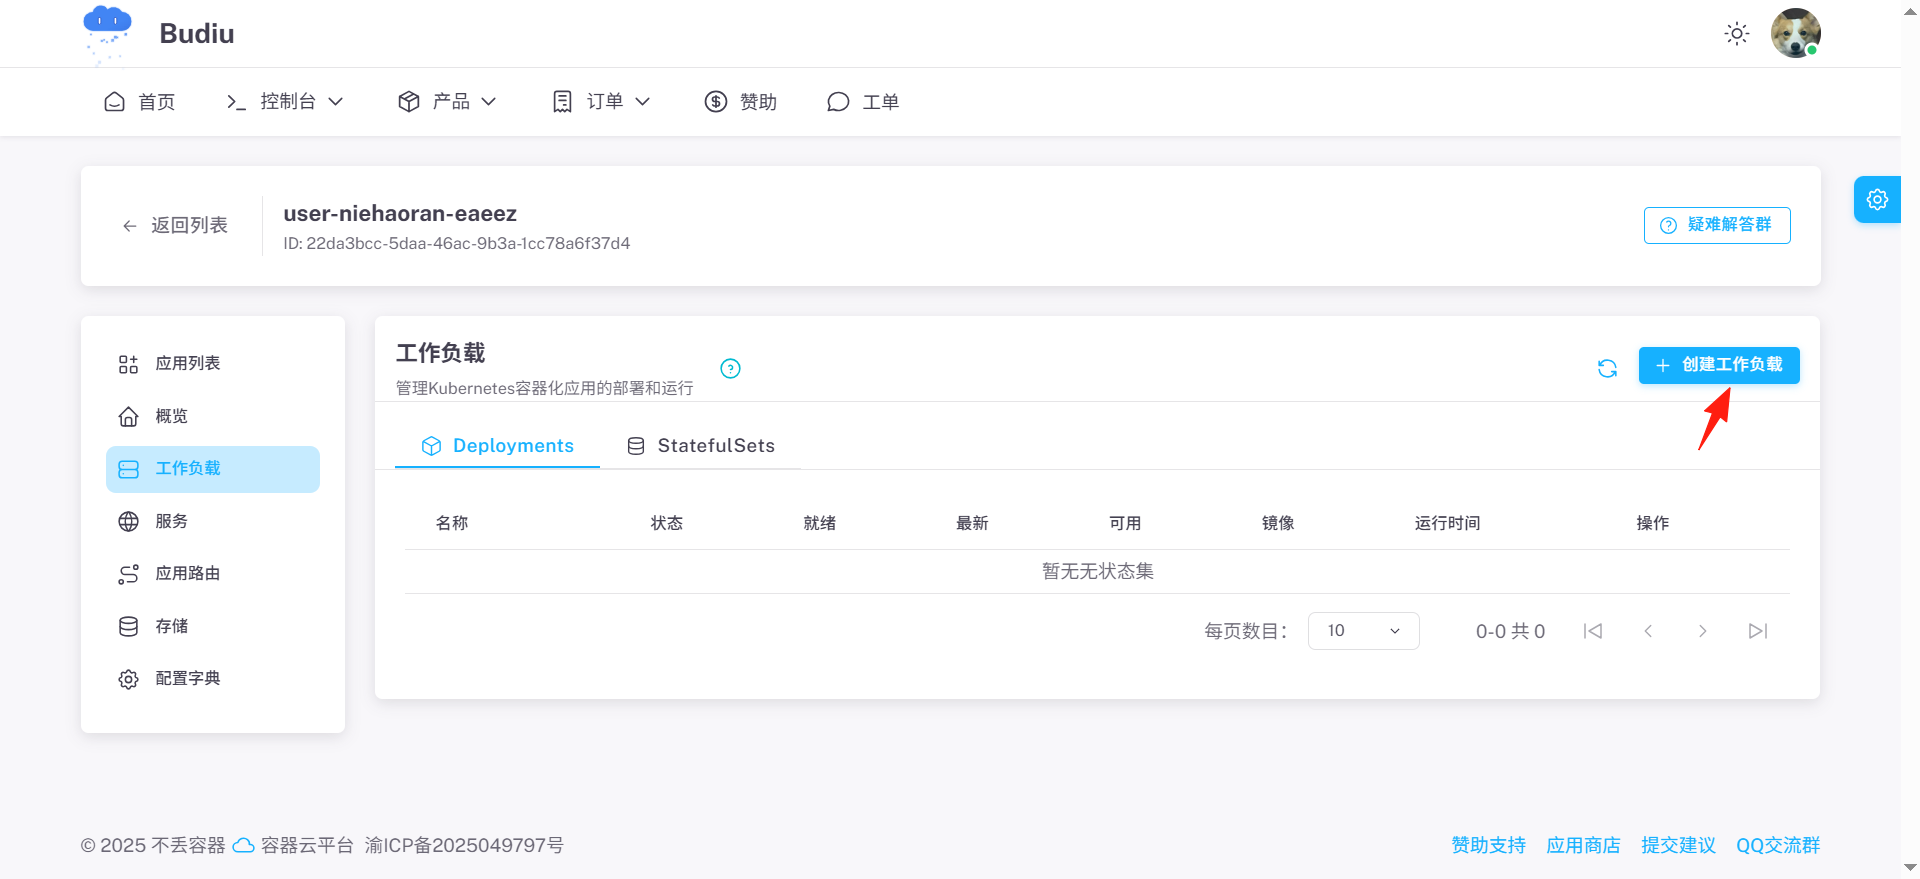 Budiu
首页 控制台 产品 订单 赞助 工单
返回列表
user-niehaoran-eaeez
ID: 22da3bcc-5daa-46ac-9b3a-1cc78a6f37d4
疑难解答群
应用列表
概览
工作负载
服务
应用路由
存储
配置字典
工作负载
管理Kubernetes容器化应用的部署和运行
创建工作负载
Deployments StatefulSets
名称 状态 就绪 最新 可用 镜像 运行时间 操作
暂无无状态集
每页数目： 10 0-0 共 0
© 2025 不丢容器 容器云平台 渝ICP备2025049797号
赞助支持 应用商店 提交建议 QQ交流群